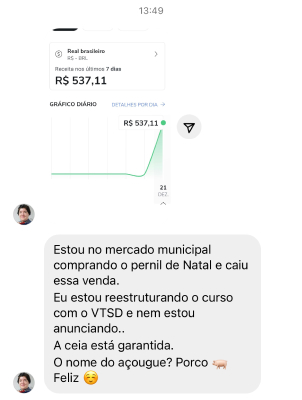 13:49
Real brasileiro
R$ - BRL
Receita nos últimos 7 dias
R$ 537,11
GRÁFICO DIÁRIO
DETALHES POR DIA →
R$ 537,11
21
DEZ
Estou no mercado municipal
comprando o pernil de Natal e caiu
essa venda.
Eu estou reestruturando o curso
com o VTSD e nem estou
anunciando..
A ceia está garantida.
O nome do açougue? Porco 🐖
Feliz ☺️